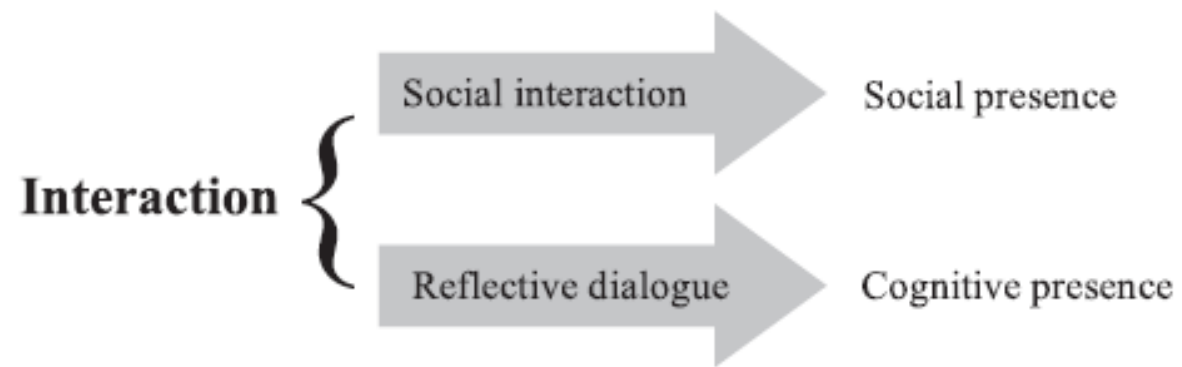 Social interaction
Social presence
Interaction
Reflective dialogue
Cognitive presence